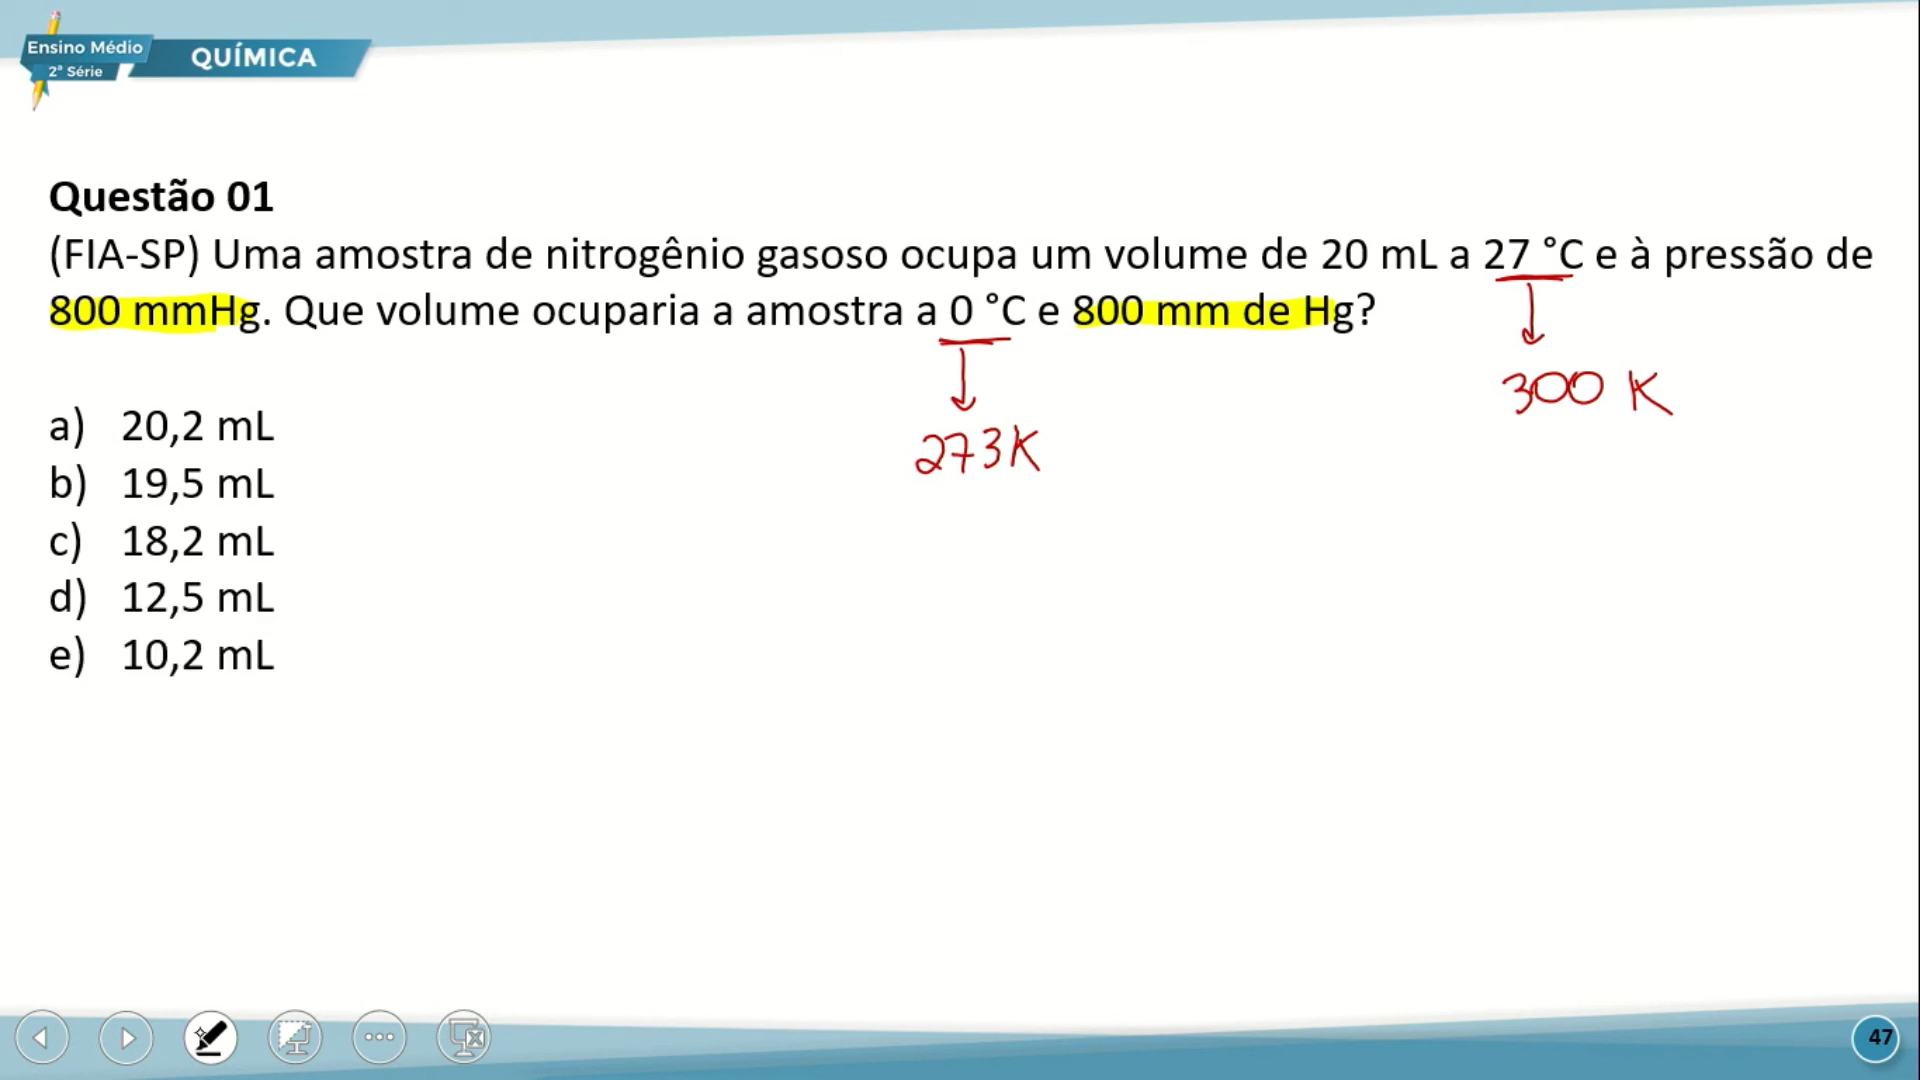 Ensino Médio
2ª Série
QUÍMICA
Questão 01
(FIA-SP) Uma amostra de nitrogênio gasoso ocupa um volume de 20 mL a 27 °C e à pressão de
800 mmHg. Que volume ocuparia a amostra a 0 °C e 800 mm de Hg?
300 K
273K
a) 20,2 mL
b) 19,5 mL
c) 18,2 mL
d) 12,5 mL
e) 10,2 mL
47